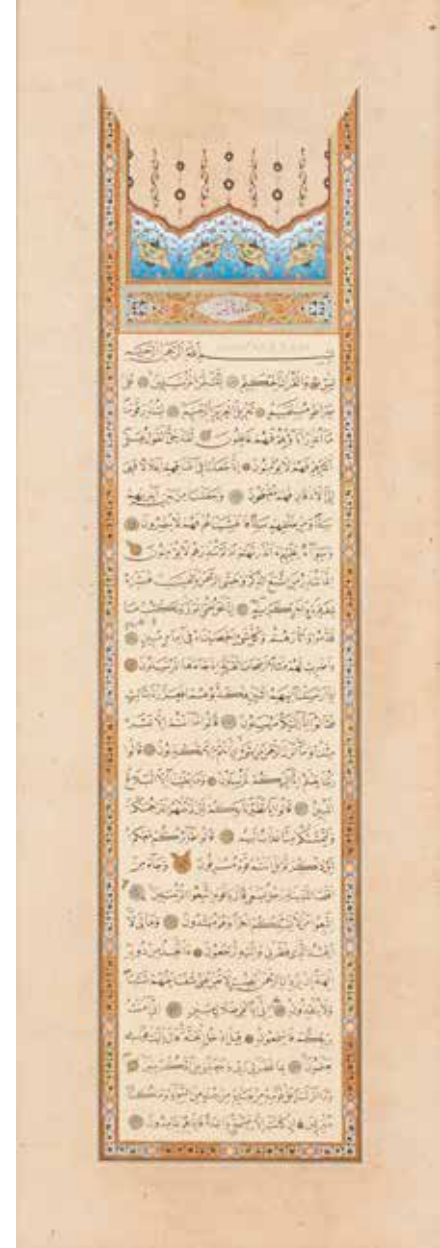 سورة يس
بسم الله الرحمن الرحيم
يس والقرآن الحكيم إنك لمن المرسلين على
صراط مستقيم تنزيل العزيز الرحيم لتنذر قوما
ما أنذر آباؤهم فهم غافلون لقد حق القول على
أكثرهم فهم لا يؤمنون إنا جعلنا في أعناقهم أغلالا فهي
إلى الأذقان فهم مقمحون وجعلنا من بين أيديهم
سدا ومن خلفهم سدا فأغشيناهم فهم لا يبصرون
وسواء عليهم أأنذرتهم أم لم تنذرهم لا يؤمنون
إنما تنذر من اتبع الذكر وخشي الرحمن بالغيب فبشره
بمغفرة وأجر كريم إنا نحن نحيي الموتى ونكتب ما
قدموا وآثارهم وكل شيء أحصيناه في إمام مبين
واضرب لهم مثلا أصحاب القرية إذ جاءها المرسلون
إذ أرسلنا إليهم اثنين فكذبوهما فعززنا بثالث
فقالوا إنا إليكم مرسلون قالوا ما أنتم إلا بشر
مثلنا وما أنزل الرحمن من شيء إن أنتم إلا تكذبون قالوا
ربنا يعلم إنا إليكم لمرسلون وما علينا إلا البلاغ
المبين قالوا إنا تطيرنا بكم لئن لم تنتهوا لنرجمنكم
وليمسنكم منا عذاب أليم قالوا طائركم معكم
أئن ذكرتم بل أنتم قوم مسرفون وجاء من
أقصا المدينة رجل يسعى قال يا قوم اتبعوا المرسلين
اتبعوا من لا يسألكم أجرا وهم مهتدون وما لي لا
أعبد الذي فطرني وإليه ترجعون أأتخذ من دونه
آلهة إن يردن الرحمن بضر لا تغن عني شفاعتهم شيئا
ولا ينقذون إني إذا لفي ضلال مبين إني آمنت
بربكم فاسمعون قيل ادخل الجنة قال يا ليت قومي
يعلمون بما غفر لي ربي وجعلني من المكرمين
وما أنزلنا على قومه من بعده من جند من السماء وما كنا
منزلين إن كانت إلا صيحة واحدة فإذا هم خامدون